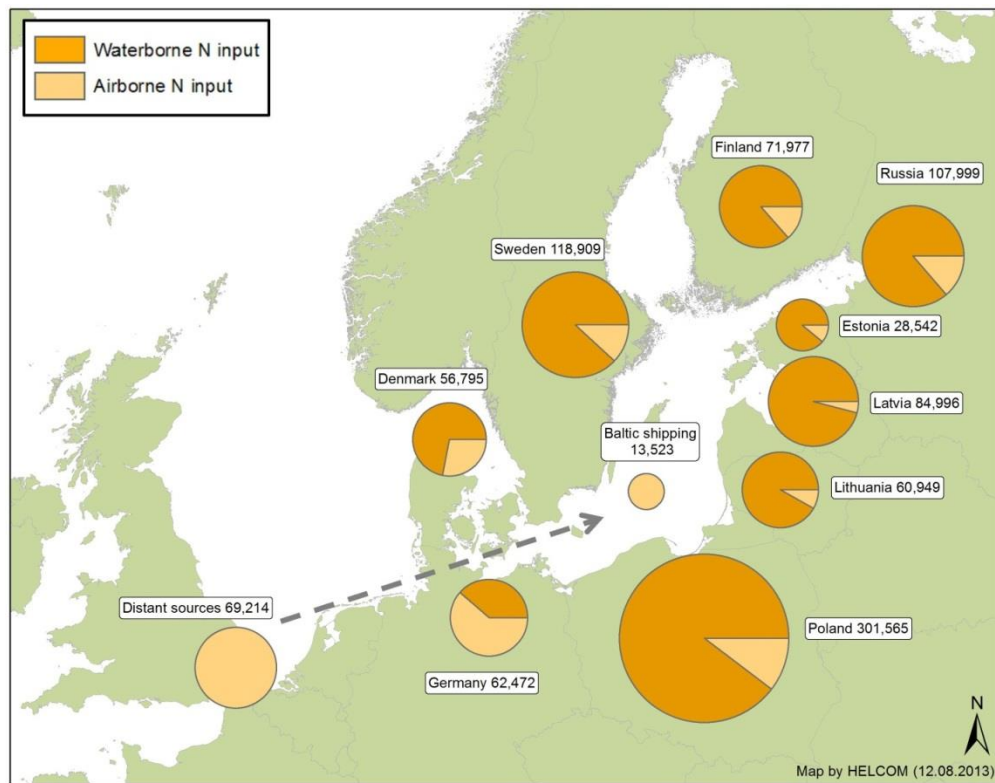 Waterborne N input
Airborne N input
Finland 71,977
Russia 107,999
Sweden 118,909
Estonia 28,542
Denmark 56,795
Latvia 84,996
Baltic shipping
13,523
Lithuania 60,949
Distant sources 69,214
Poland 301,565
Germany 62,472
N
Map by HELCOM (12.08.2013)